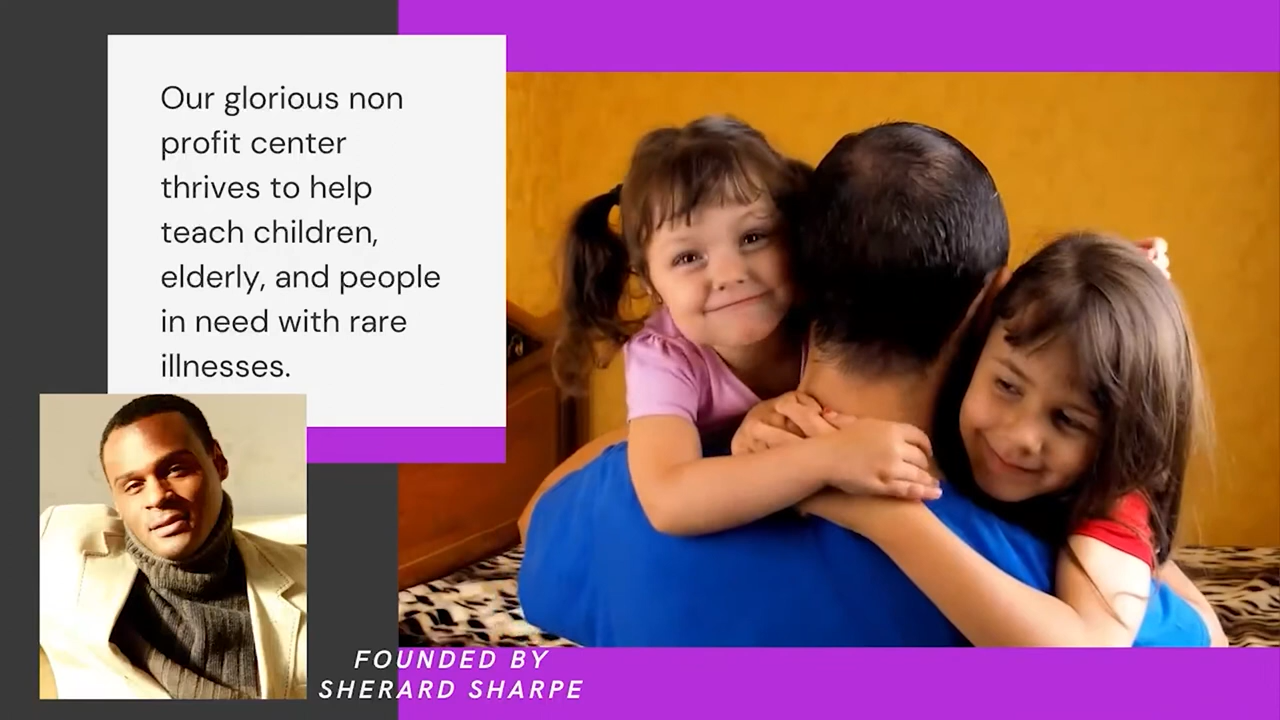 Our glorious non
profit center
thrives to help
teach children,
elderly, and people
in need with rare
illnesses.
FOUNDED BY
SHERARD SHARPE